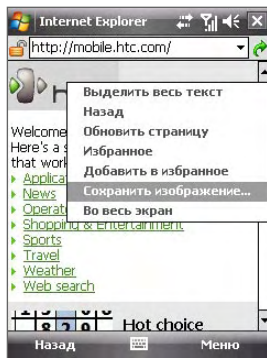 Internet Explorer
http://mobile.htc.com/
Выделить весь текст
Назад
Обновить страницу
Избранное
Добавить в избранное
Сохранить изображение...
Во весь экран
Welcome
Here's a s
that work
Applicat
News
Operat
Shopping & Entertainment
Sports
Travel
Weather
Web search
Hot choice
Назад
Меню